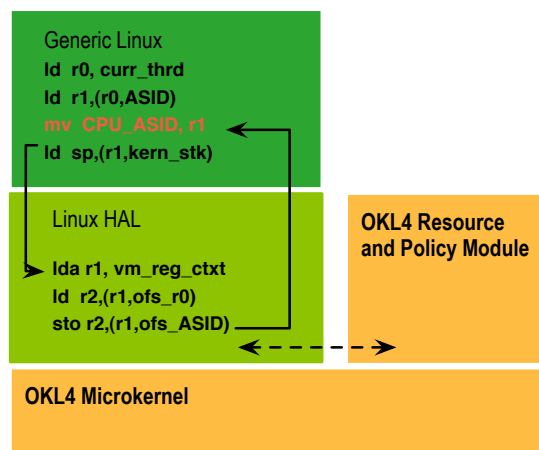 Generic Linux
ld r0, curr_thrd
ld r1,(r0,ASID)
mv CPU_ASID, r1
ld sp,(r1,kern_stk)
Linux HAL
lda r1, vm_reg_ctxt
ld r2,(r1,ofs_r0)
sto r2,(r1,ofs_ASID)
OKL4 Resource
and Policy Module
OKL4 Microkernel